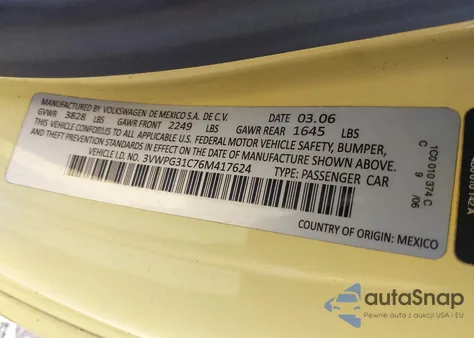 MANUFACTURED BY VOLKSWAGEN DE MEXICO S.A. DE C.V. DATE 03.06
GVWR 3828 LBS GAWR FRONT 2249 LBS GAWR REAR 1645 LBS
THIS VEHICLE CONFORMS TO ALL APPLICABLE U.S. FEDERAL MOTOR VEHICLE SAFETY, BUMPER,
AND THEFT PREVENTION STANDARDS IN EFFECT ON THE DATE OF MANUFACTURE SHOWN ABOVE.
VEHICLE I.D. NO. 3VWPG31C76M417624 TYPE: PASSENGER CAR
COUNTRY OF ORIGIN: MEXICO
100 010 374 C
9 /06
autoSnap
Pewne auta z aukcji USA i EU